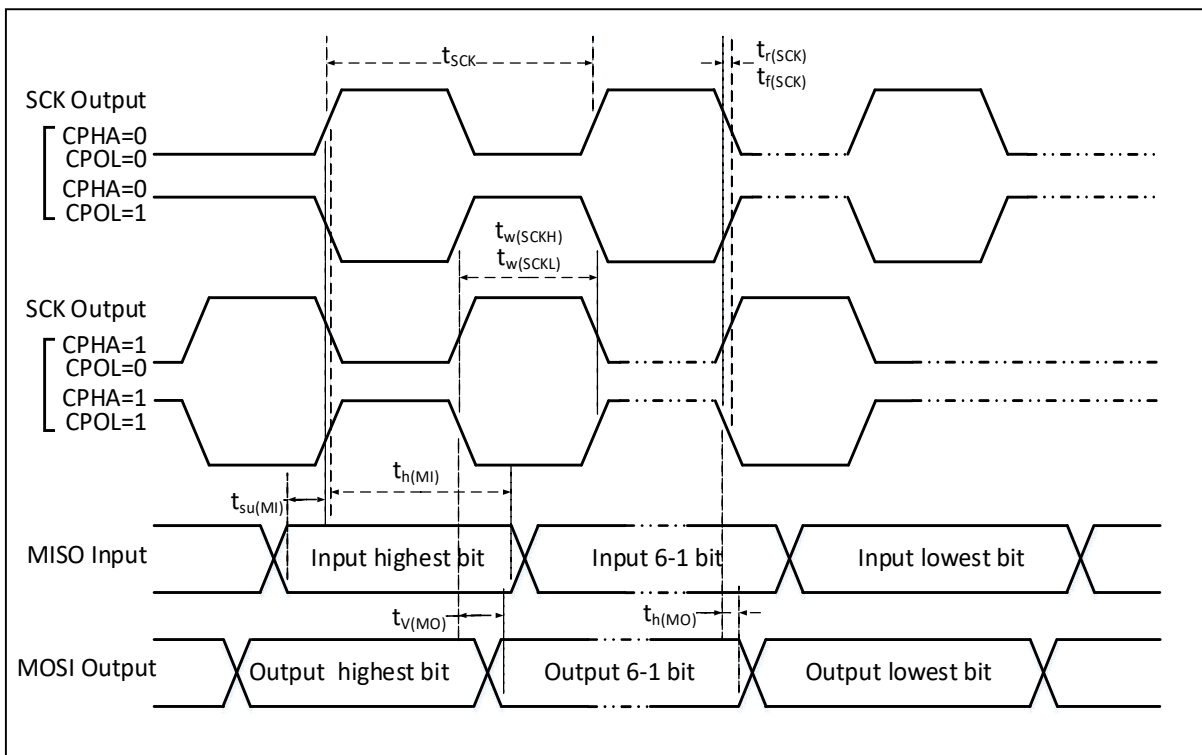 tSCK
tr(SCK)
tf(SCK)
SCK Output
CPHA=0
CPOL=0
CPHA=0
CPOL=1
tw(SCKH)
tw(SCKL)
SCK Output
CPHA=1
CPOL=0
CPHA=1
CPOL=1
th(MI)
tsu(MI)
MISO Input
Input highest bit
Input 6-1 bit
Input lowest bit
tV(MO)
th(MO)
MOSI Output
Output highest bit
Output 6-1 bit
Output lowest bit